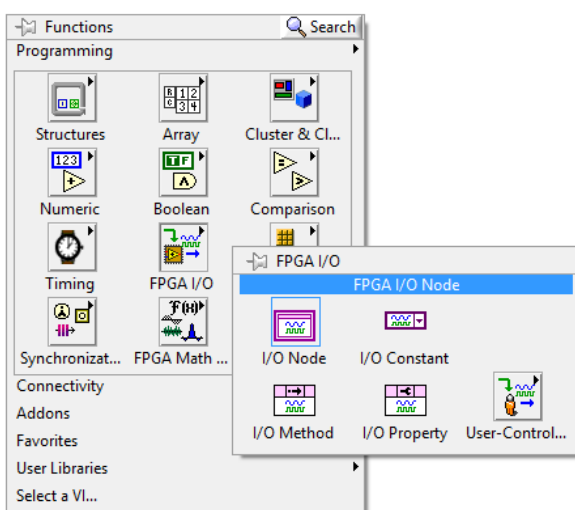 Functions
Search
Programming
Structures
Array
Cluster & Cl...
Numeric
Boolean
Comparison
Timing
FPGA I/O
Synchronizat...
FPGA Math ...
Connectivity
Addons
Favorites
User Libraries
Select a VI...
FPGA I/O
FPGA I/O Node
I/O Node
I/O Constant
I/O Method
I/O Property
User-Control...